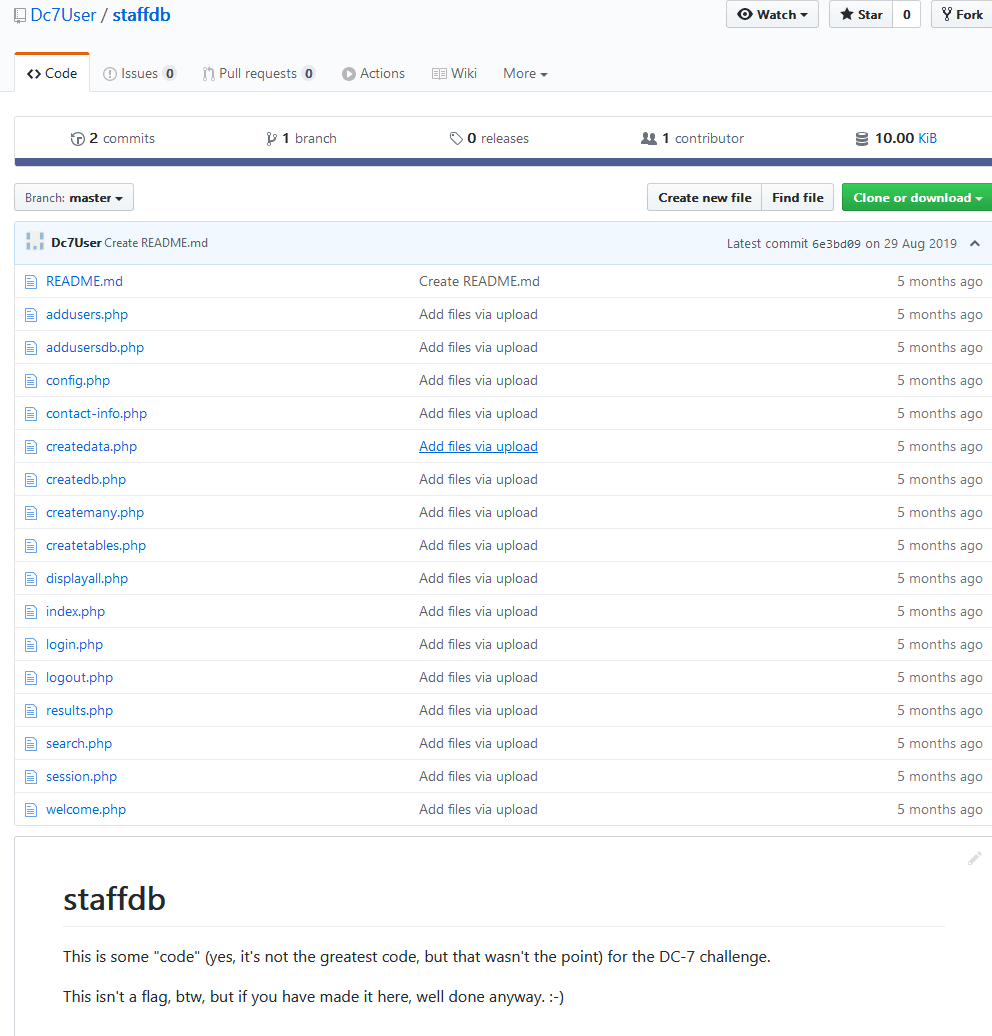 Dc7User / staffdb Watch Star 0 Fork
Code Issues 0 Pull requests 0 Actions Wiki More
2 commits 1 branch 0 releases 1 contributor 10.00 KiB
Branch: master Create new file Find file Clone or download
Dc7User Create README.md Latest commit 6e3bd09 on 29 Aug 2019
README.md Create README.md 5 months ago
addusers.php Add files via upload 5 months ago
addusersdb.php Add files via upload 5 months ago
config.php Add files via upload 5 months ago
contact-info.php Add files via upload 5 months ago
createdata.php Add files via upload 5 months ago
createdb.php Add files via upload 5 months ago
createmany.php Add files via upload 5 months ago
createtables.php Add files via upload 5 months ago
displayall.php Add files via upload 5 months ago
index.php Add files via upload 5 months ago
login.php Add files via upload 5 months ago
logout.php Add files via upload 5 months ago
results.php Add files via upload 5 months ago
search.php Add files via upload 5 months ago
session.php Add files via upload 5 months ago
welcome.php Add files via upload 5 months ago
staffdb
This is some "code" (yes, it's not the greatest code, but that wasn't the point) for the DC-7 challenge.
This isn't a flag, btw, but if you have made it here, well done anyway. :-)